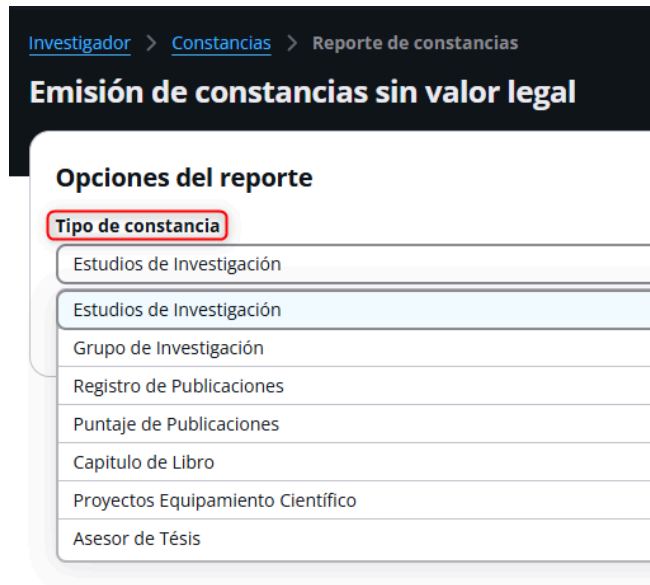 Investigador > Constancias > Reporte de constancias
Emisión de constancias sin valor legal
Opciones del reporte
Tipo de constancia
Estudios de Investigación
Estudios de Investigación
Grupo de Investigación
Registro de Publicaciones
Puntaje de Publicaciones
Capitulo de Libro
Proyectos Equipamiento Científico
Asesor de Tésis